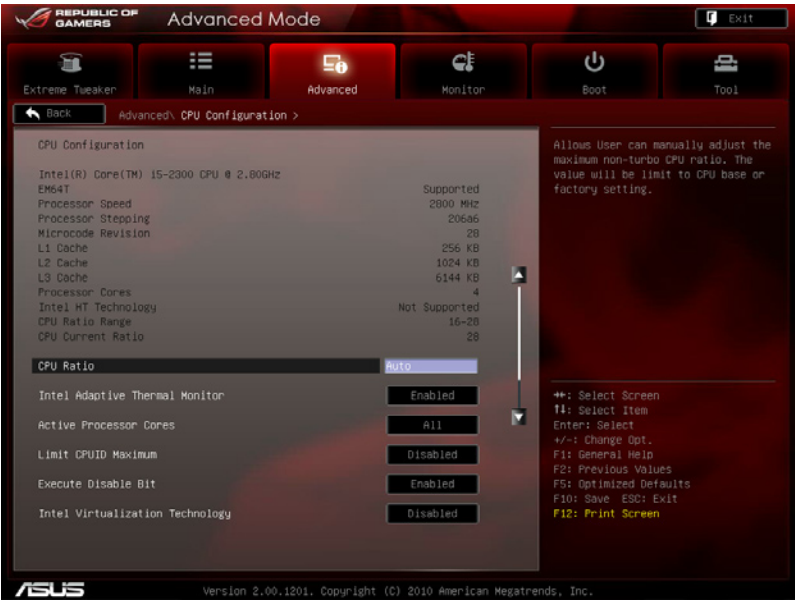 REPUBLIC OF
GAMERS
Advanced Mode
Exit
Extreme Tweaker
Main
Advanced
Monitor
Boot
Tool
Back
Advanced\ CPU Configuration >
CPU Configuration
Intel(R) Core(TM) i5-2300 CPU @ 2.80GHz
EM64T Supported
Processor Speed 2800 MHz
Processor Stepping 206a6
Microcode Revision 28
L1 Cache 256 KB
L2 Cache 1024 KB
L3 Cache 6144 KB
Processor Cores 4
Intel HT Technology Not Supported
CPU Ratio Range 16-28
CPU Current Ratio 28
CPU Ratio Auto
Intel Adaptive Thermal Monitor Enabled
Active Processor Cores All
Limit CPUID Maximum Disabled
Execute Disable Bit Enabled
Intel Virtualization Technology Disabled
Allows User can manually adjust the
maximum non-turbo CPU ratio. The
value will be limit to CPU base or
factory setting.
→←: Select Screen
↑↓: Select Item
Enter: Select
+/-: Change Opt.
F1: General Help
F2: Previous Values
F5: Optimized Defaults
F10: Save ESC: Exit
F12: Print Screen
ASUS
Version 2.00.1201. Copyright (C) 2010 American Megatrends, Inc.